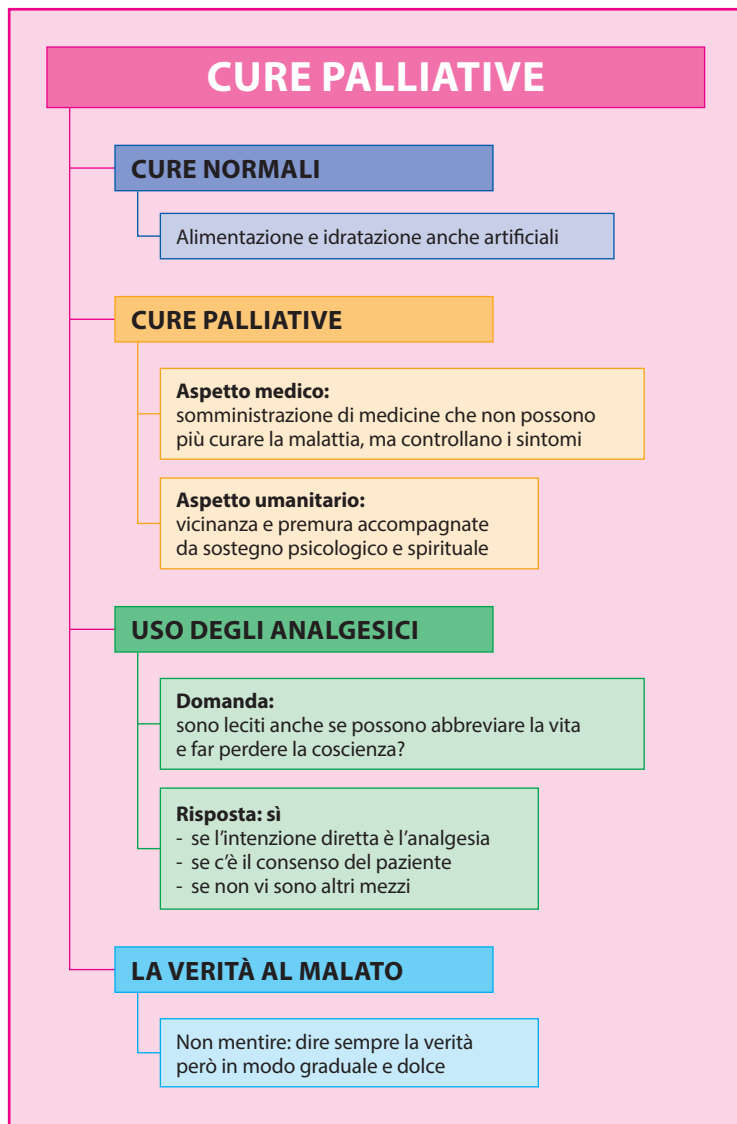 CURE PALLIATIVE
CURE NORMALI
Alimentazione e idratazione anche artificiali
CURE PALLIATIVE
Aspetto medico:
somministrazione di medicine che non possono
più curare la malattia, ma controllano i sintomi
Aspetto umanitario:
vicinanza e premura accompagnate
da sostegno psicologico e spirituale
USO DEGLI ANALGESICI
Domanda:
sono leciti anche se possono abbreviare la vita
e far perdere la coscienza?
Risposta: sì
- se l’intenzione diretta è l’analgesia
- se c’è il consenso del paziente
- se non vi sono altri mezzi
LA VERITÀ AL MALATO
Non mentire: dire sempre la verità
però in modo graduale e dolce